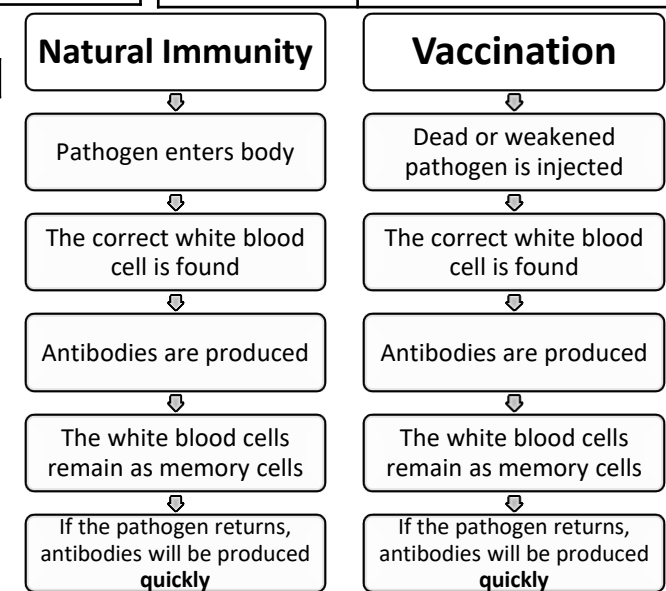 Natural Immunity
Pathogen enters body
The correct white blood
cell is found
Antibodies are produced
The white blood cells
remain as memory cells
If the pathogen returns,
antibodies will be produced
quickly
Vaccination
Dead or weakened
pathogen is injected
The correct white blood
cell is found
Antibodies are produced
The white blood cells
remain as memory cells
If the pathogen returns,
antibodies will be produced
quickly